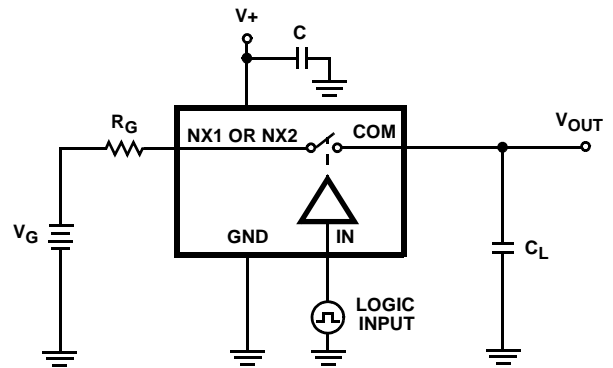 V+
C
RG
NX1 OR NX2
COM
VOUT
VG
GND
IN
CL
LOGIC
INPUT